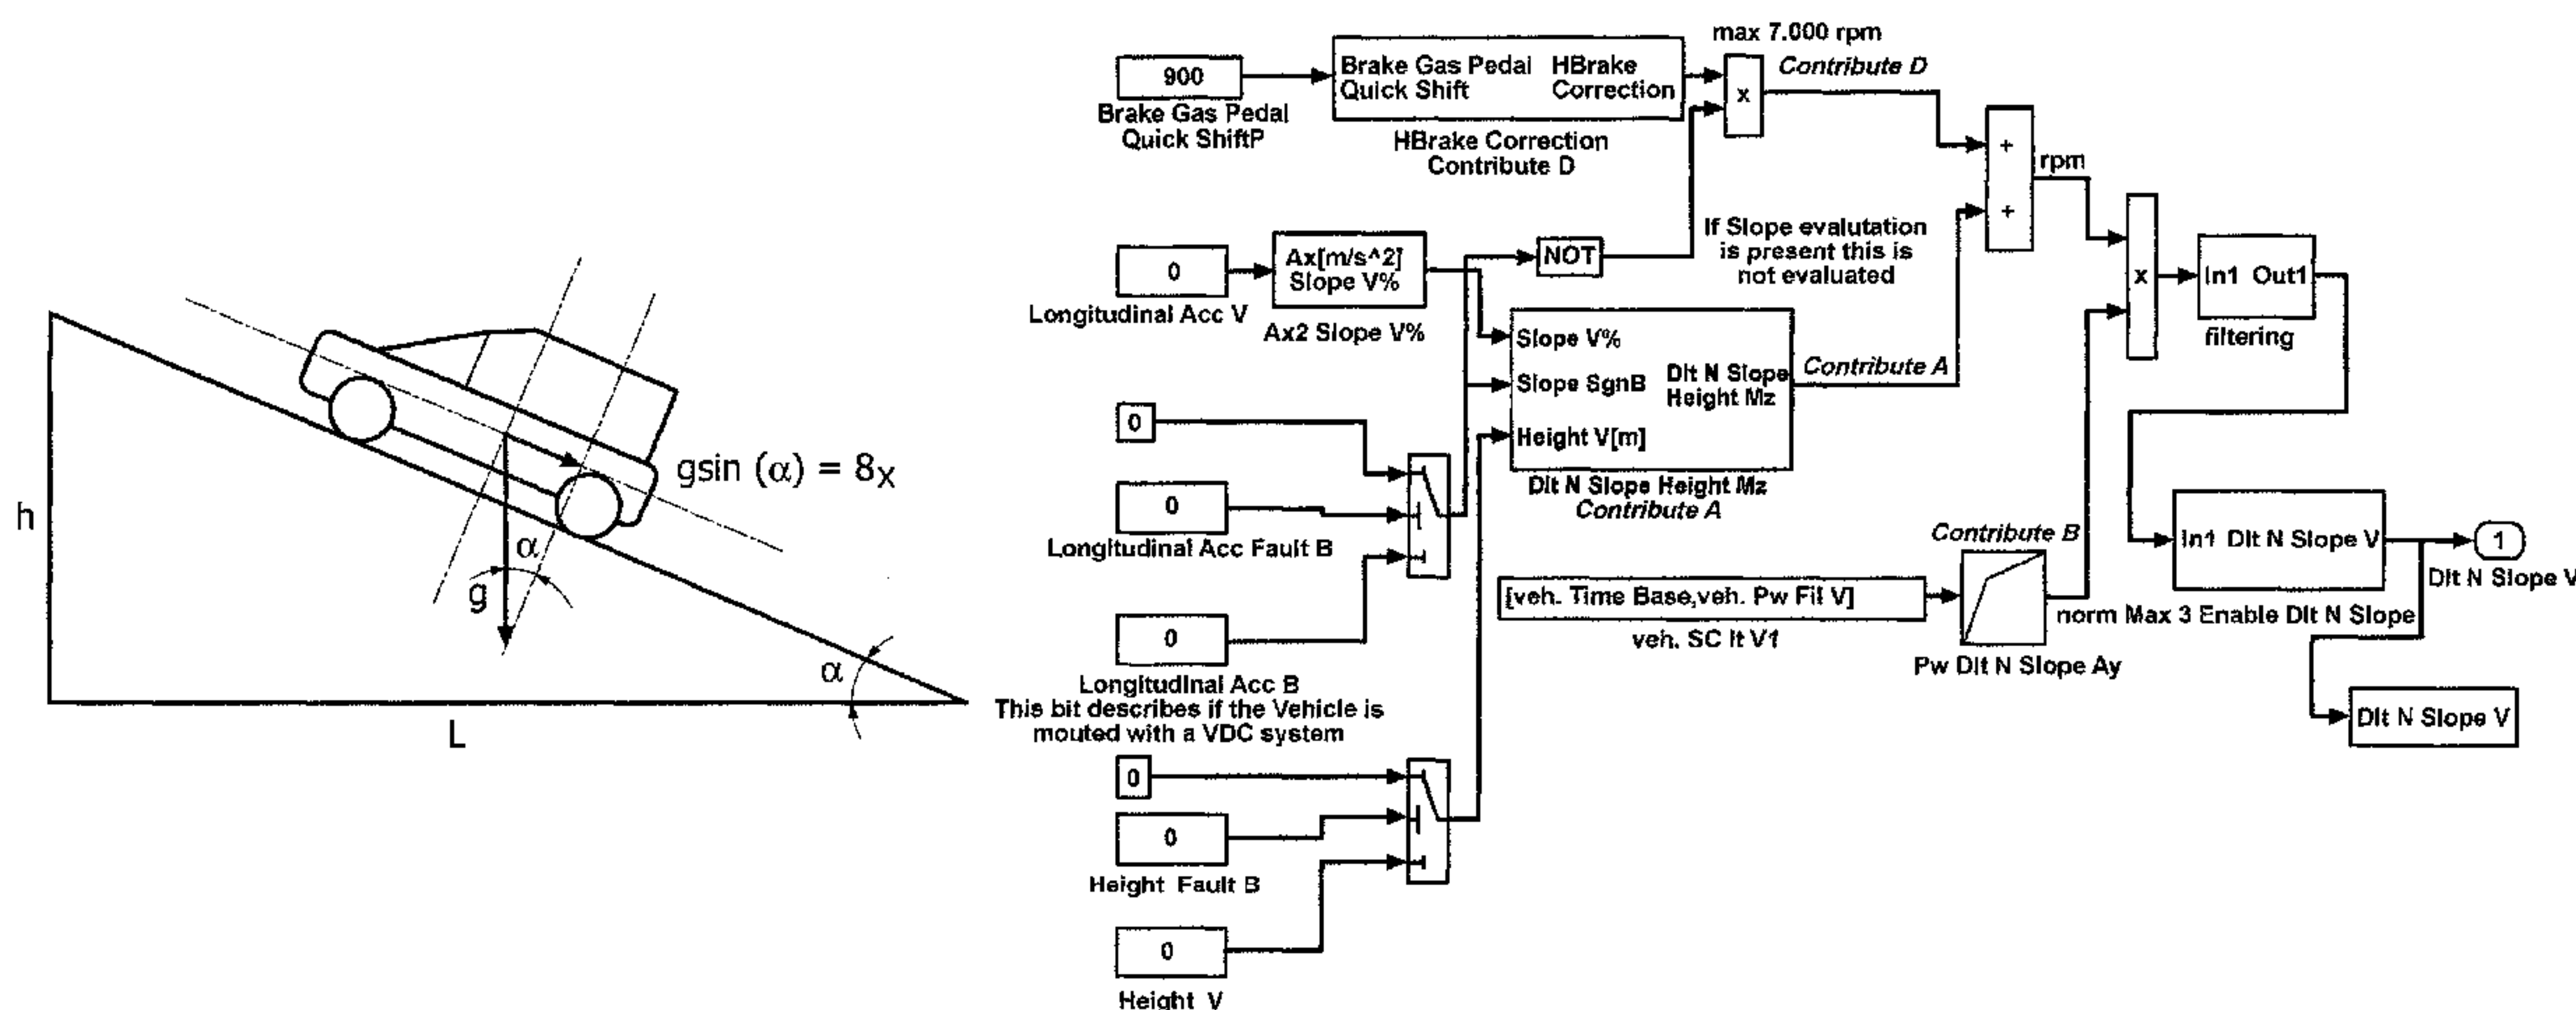 h
L
g
α
α
gsin (α) = 8x
900
Brake Gas Pedal
Quick ShiftP
Brake Gas Pedal HBrake
Quick Shift Correction
HBrake Correction
Contribute D
max 7.000 rpm
x
Contribute D
+
+
rpm
0
Longitudinal Acc V
Ax[m/s^2]
Slope V%
Ax2 Slope V%
NOT
If Slope evalutation
is present this is
not evaluated
x
In1 Out1
filtering
Slope V%
Slope SgnB
Height V[m]
Dlt N Slope
Height Mz
Dlt N Slope Height Mz
Contribute A
Contribute A
0
0
Longitudinal Acc Fault B
0
Longitudinal Acc B
This bit describes if the Vehicle is
mouted with a VDC system
[veh. Time Base,veh. Pw Fil V]
veh. SC It V1
Contribute B
Pw Dlt N Slope Ay
In1 Dlt N Slope V
norm Max 3 Enable Dlt N Slope
1
Dlt N Slope V
Dlt N Slope V
0
0
Height Fault B
0
Height V